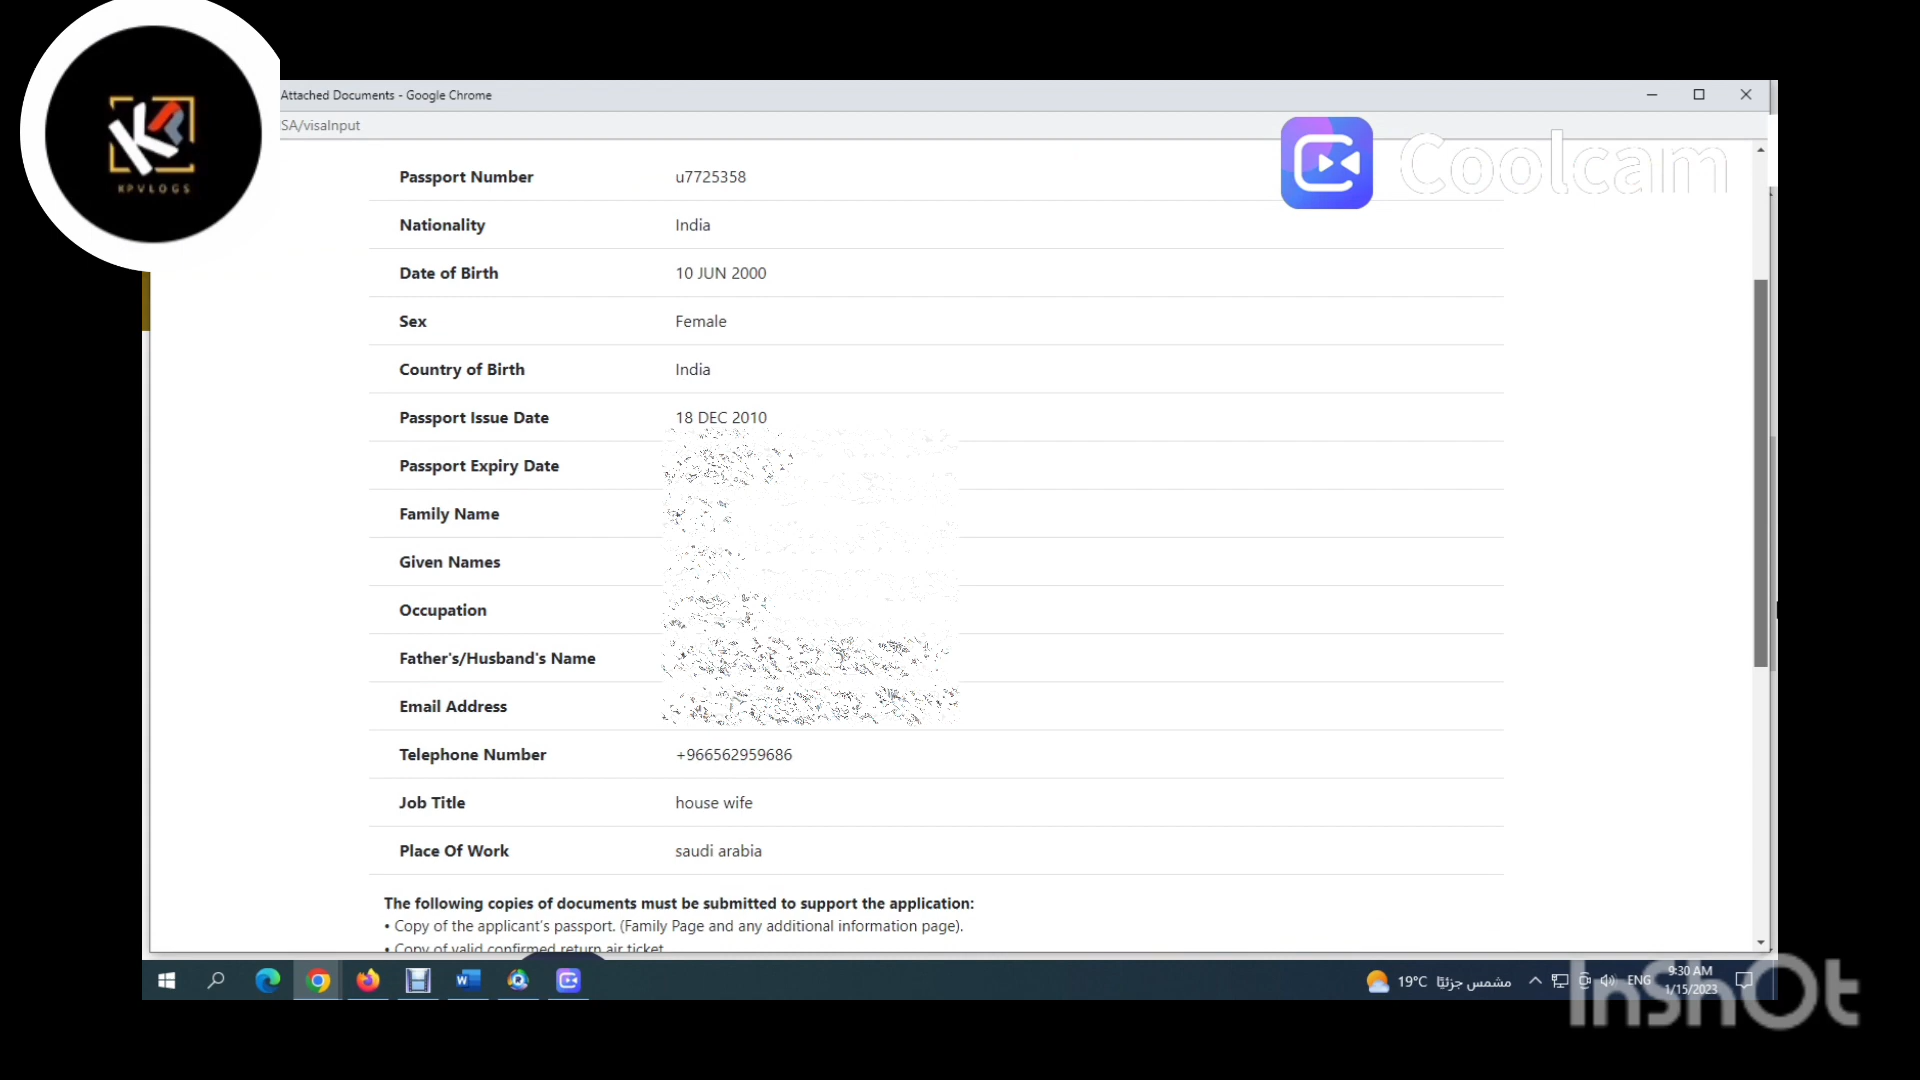 Attached Documents - Google Chrome
SA/visaInput
KPVLOGS
Coolcam
Passport Number u7725358
Nationality India
Date of Birth 10 JUN 2000
Sex Female
Country of Birth India
Passport Issue Date 18 DEC 2010
Passport Expiry Date
Family Name
Given Names
Occupation
Father's/Husband's Name
Email Address
Telephone Number +966562959686
Job Title house wife
Place Of Work saudi arabia
The following copies of documents must be submitted to support the application:
• Copy of the applicant's passport. (Family Page and any additional information page).
• Copy of valid confirmed return air ticket
19°C مشمس جزئيًا ENG 9:30 AM
1/15/2023
InShOt